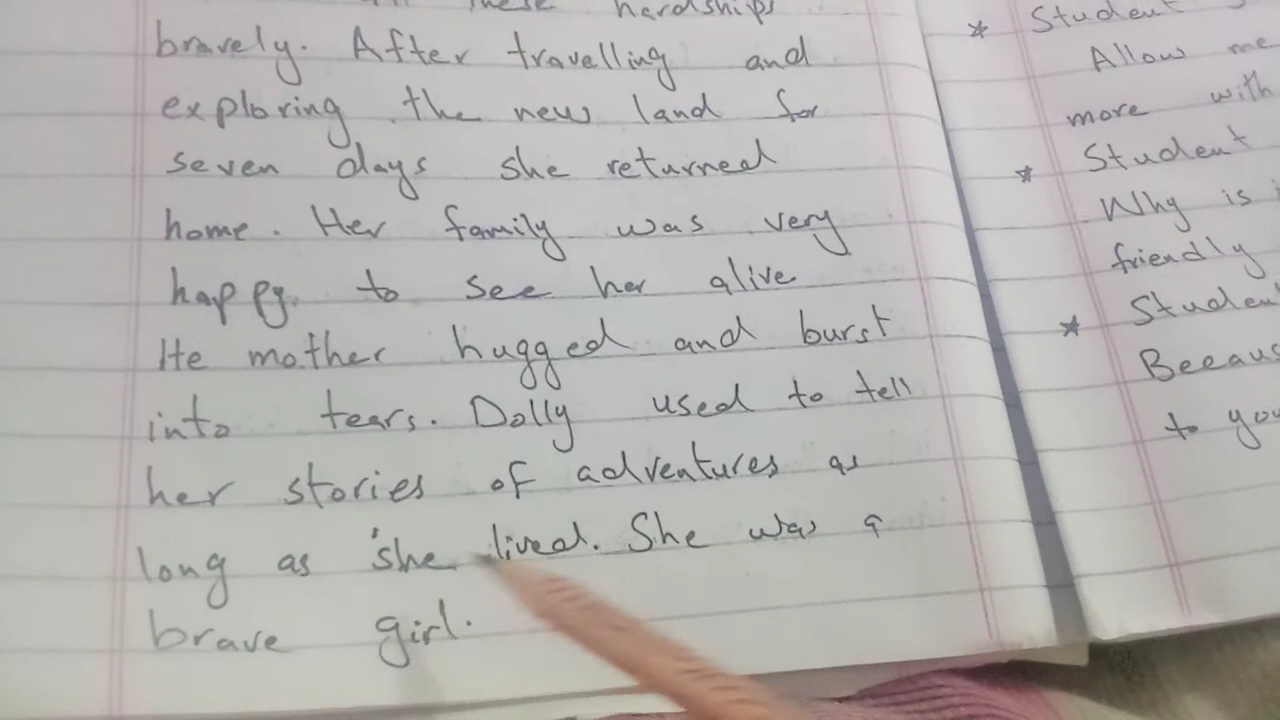 these hardships
bravely. After travelling and
exploring the new land for
seven days she returned
home. Her family was very
happy. to see her alive
He mother hugged and burst
into tears. Dolly used to tell
her stories of adventures as
long as she lived. She was a
brave girl.
* Student
Allow me
more with
* Student
Why is
friendly
* Student
Beeaus
to you